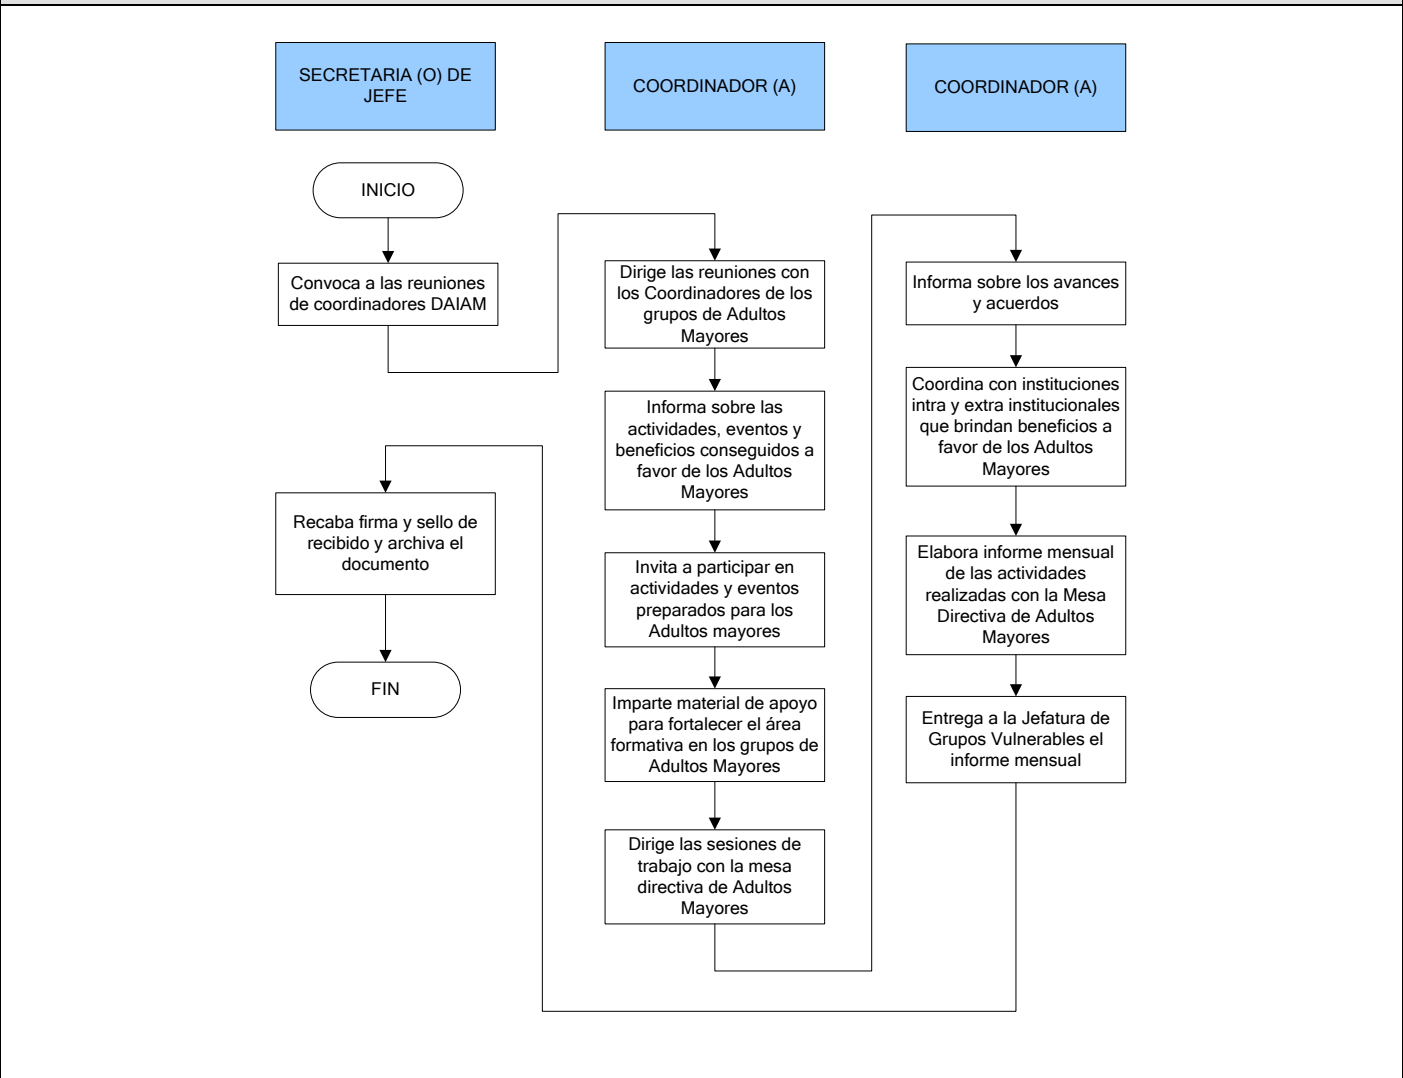 SECRETARIA (O) DE
JEFE
COORDINADOR (A)
COORDINADOR (A)
INICIO
Convoca a las reuniones
de coordinadores DAIAM
Dirige las reuniones con
los Coordinadores de los
grupos de Adultos
Mayores
Informa sobre las
actividades, eventos y
beneficios conseguidos a
favor de los Adultos
Mayores
Invita a participar en
actividades y eventos
preparados para los
Adultos mayores
Imparte material de apoyo
para fortalecer el área
formativa en los grupos de
Adultos Mayores
Dirige las sesiones de
trabajo con la mesa
directiva de Adultos
Mayores
Informa sobre los avances
y acuerdos
Coordina con instituciones
intra y extra institucionales
que brindan beneficios a
favor de los Adultos
Mayores
Elabora informe mensual
de las actividades
realizadas con la Mesa
Directiva de Adultos
Mayores
Entrega a la Jefatura de
Grupos Vulnerables el
informe mensual
Recaba firma y sello de
recibido y archiva el
documento
FIN